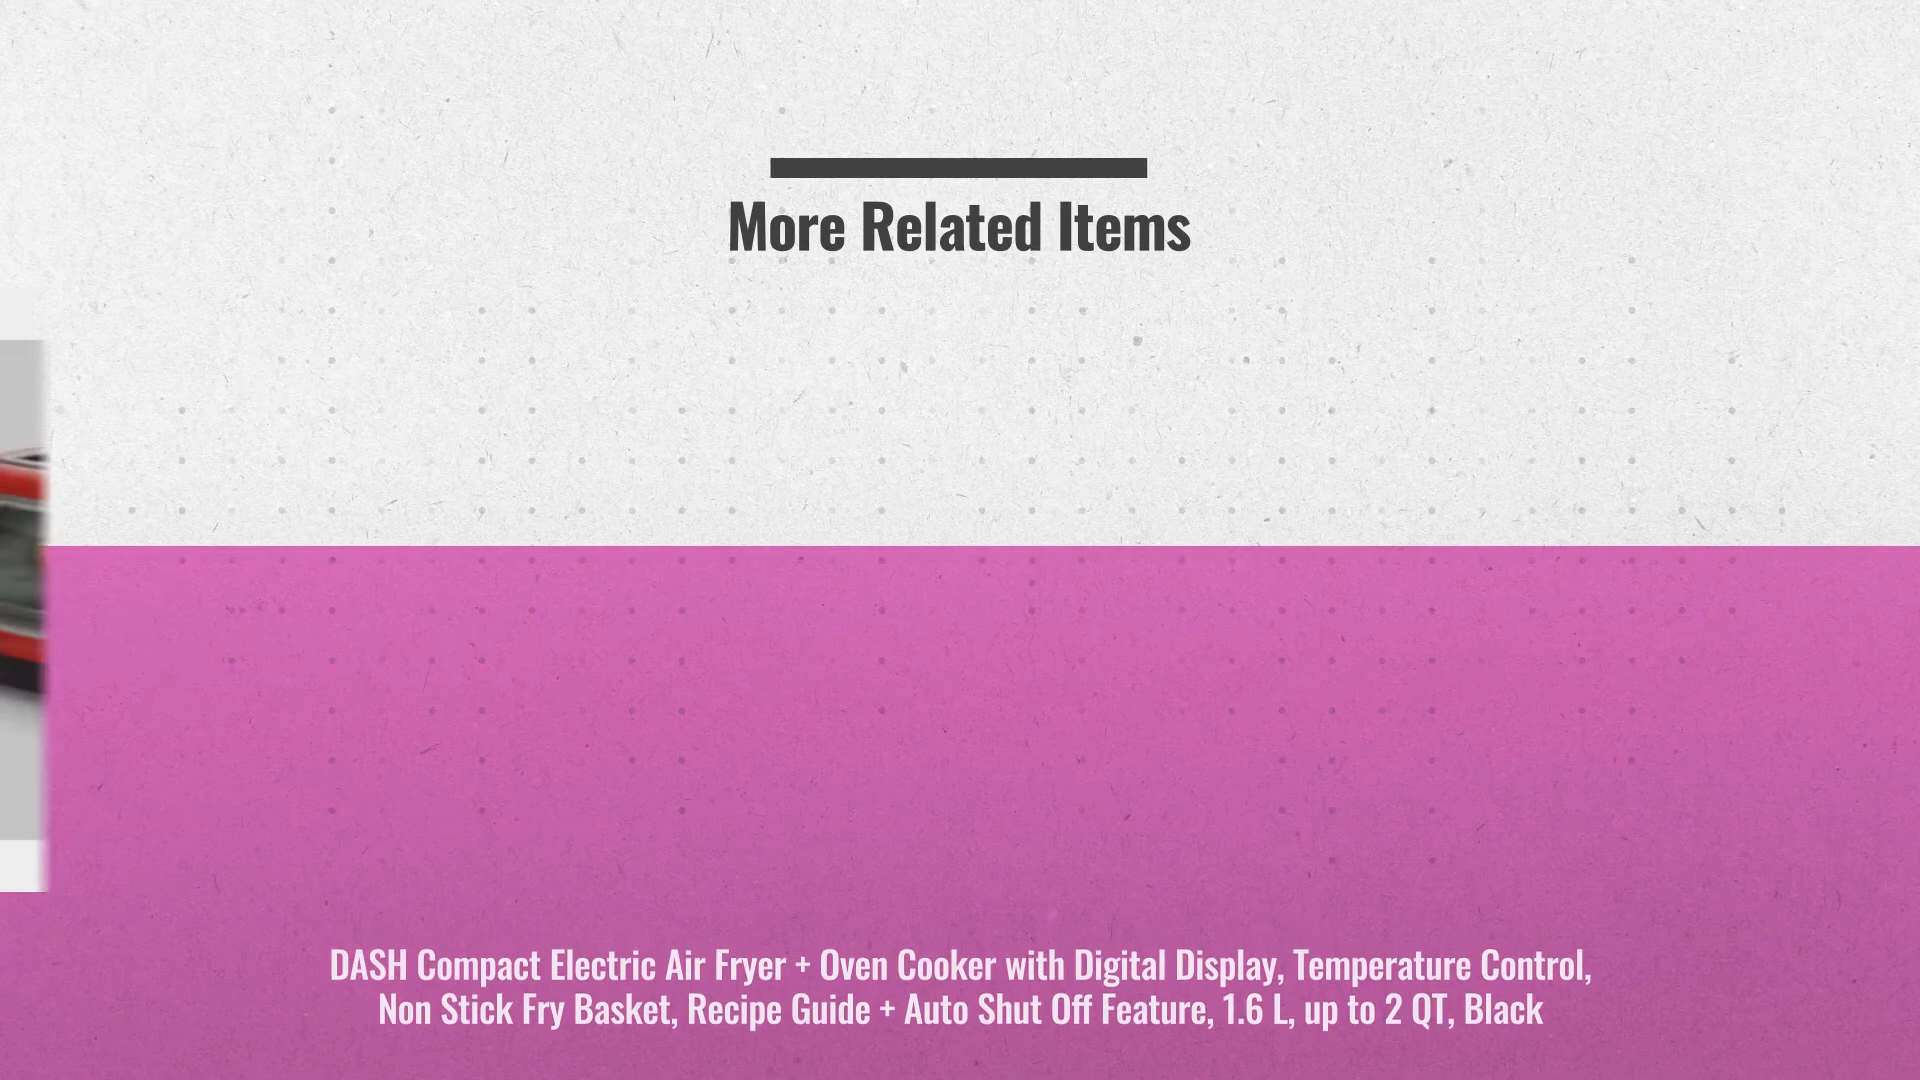 More Related Items
DASH Compact Electric Air Fryer + Oven Cooker with Digital Display, Temperature Control,
Non Stick Fry Basket, Recipe Guide + Auto Shut Off Feature, 1.6 L, up to 2 QT, Black